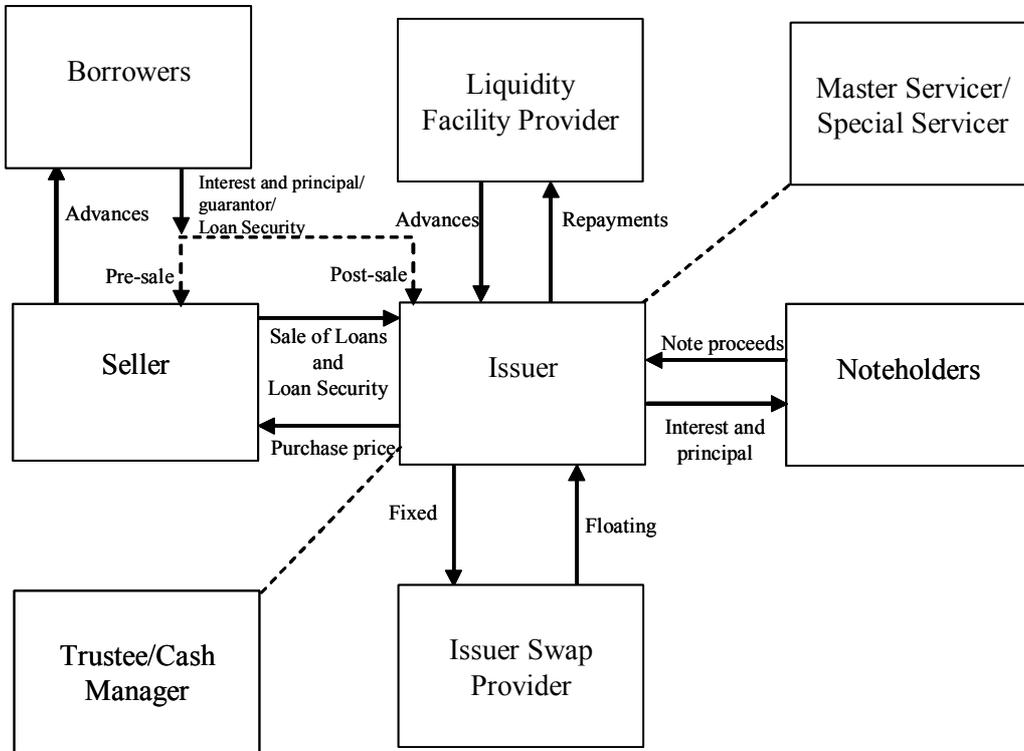 Borrowers
Liquidity
Facility Provider
Master Servicer/
Special Servicer
Advances
Interest and principal/
guarantor/
Loan Security
Advances
Repayments
Pre-sale
Post-sale
Seller
Sale of Loans
and
Loan Security
Purchase price
Issuer
Note proceeds
Interest and
principal
Noteholders
Fixed
Floating
Trustee/Cash
Manager
Issuer Swap
Provider